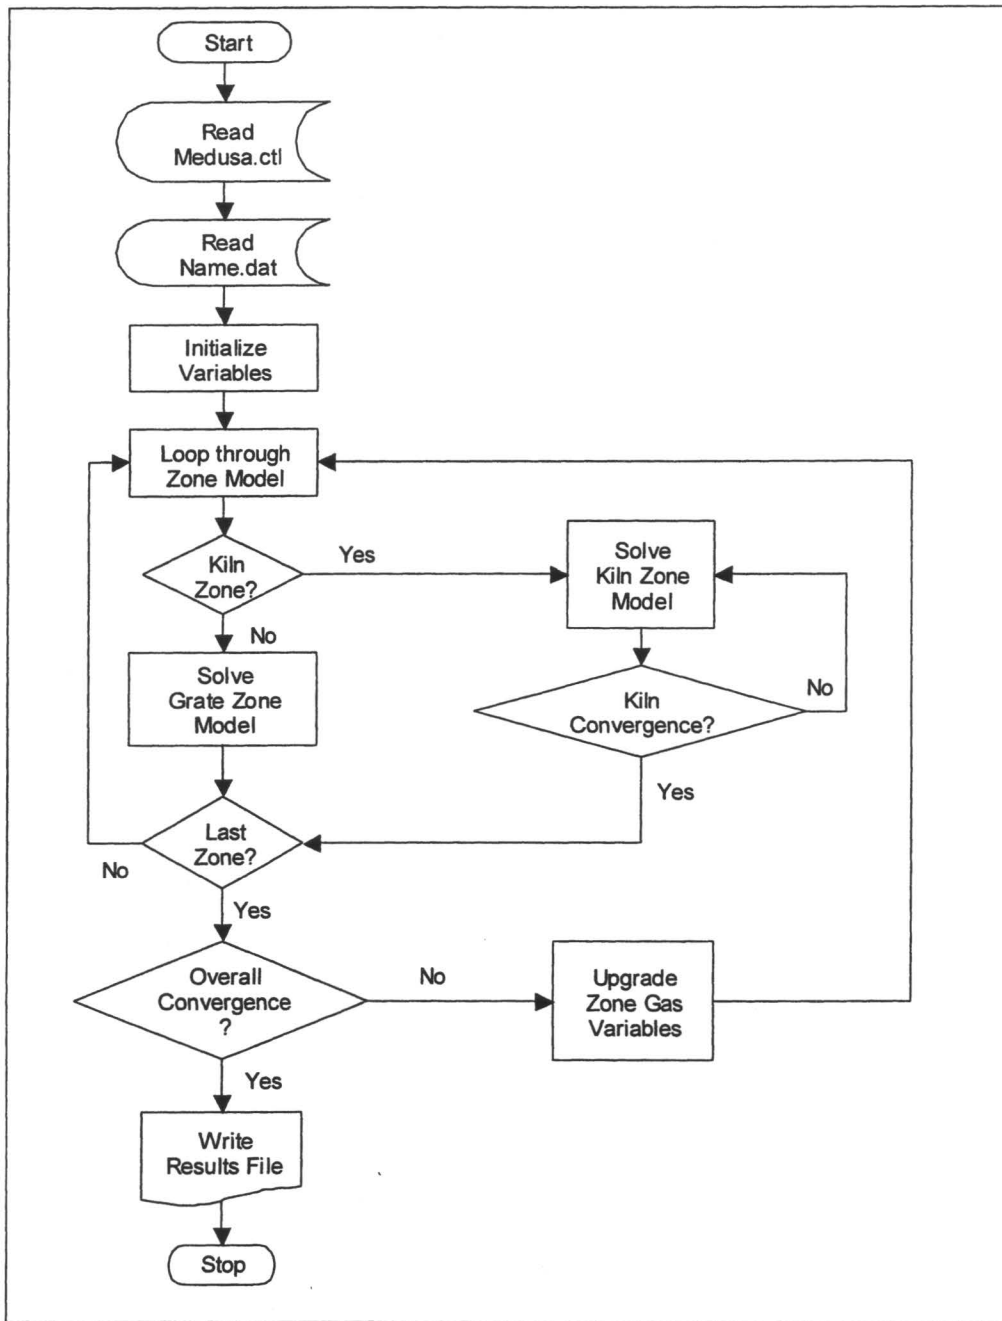 Start
Read
Medusa.ctl
Read
Name.dat
Initialize
Variables
Loop through
Zone Model
Kiln
Zone?
Yes
No
Solve
Kiln Zone
Model
Solve
Grate Zone
Model
Kiln
Convergence?
No
Yes
Last
Zone?
No
Yes
Overall
Convergence
?
No
Upgrade
Zone Gas
Variables
Yes
Write
Results File
Stop